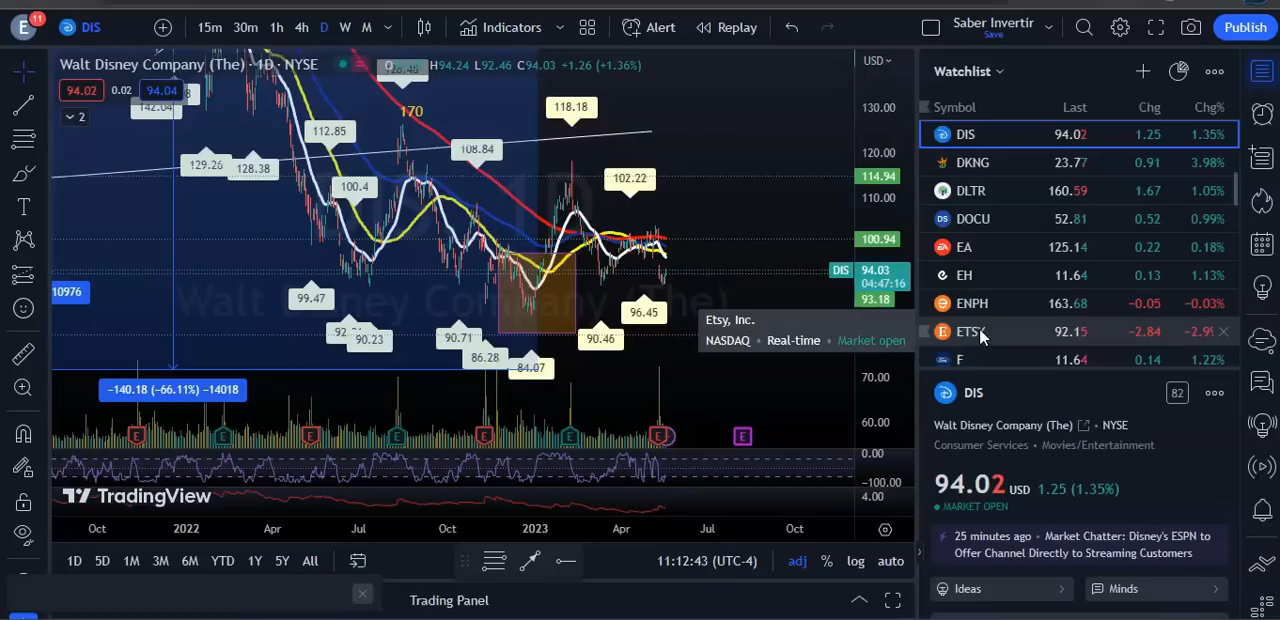 E 11 DIS 15m 30m 1h 4h D W M Indicators Alert Replay Saber Invertir Save Publish
Walt Disney Company (The) · 1D · NYSE O H94.24 L92.46 C94.03 +1.26 (+1.36%)
94.02 0.02 94.04
2
142.04
170
118.18
112.85
108.84
129.26 128.38
100.4
102.22
10976
99.47
90.23
90.71
86.28
84.07
90.46
96.45
−140.18 (−66.11%) −14018
Walt Disney Company (The)
USD
130.00
120.00
114.94
110.00
100.94
DIS 94.03
04:47:16
93.18
70.00
60.00
0.00
−100.00
4.00
E E E E E E E E
TradingView
Oct 2022 Apr Jul Oct 2023 Apr Jul Oct
1D 5D 1M 3M 6M YTD 1Y 5Y All 11:12:43 (UTC-4) adj % log auto
Trading Panel
Etsy, Inc.
NASDAQ • Real-time • Market open
Watchlist
Symbol Last Chg Chg%
DIS 94.02 1.25 1.35%
DKNG 23.77 0.91 3.98%
DLTR 160.59 1.67 1.05%
DS DOCU 52.81 0.52 0.99%
EA EA 125.14 0.22 0.18%
EH 11.64 0.13 1.13%
ENPH 163.68 −0.05 −0.03%
E ETSY 92.15 −2.84
F 11.64 0.14 1.22%
DIS 82
Walt Disney Company (The) • NYSE
Consumer Services • Movies/Entertainment
94.02 USD 1.25 (1.35%)
MARKET OPEN
25 minutes ago • Market Chatter: Disney's ESPN to
Offer Channel Directly to Streaming Customers
Ideas Minds